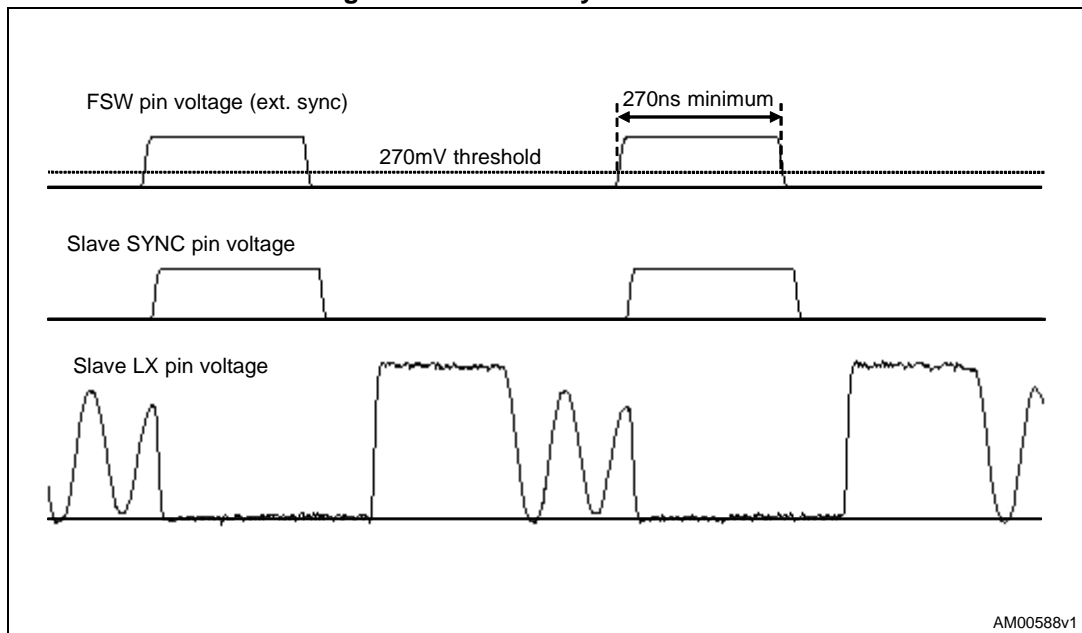 FSW pin voltage (ext. sync)
270ns minimum
270mV threshold
Slave SYNC pin voltage
Slave LX pin voltage
AM00588v1